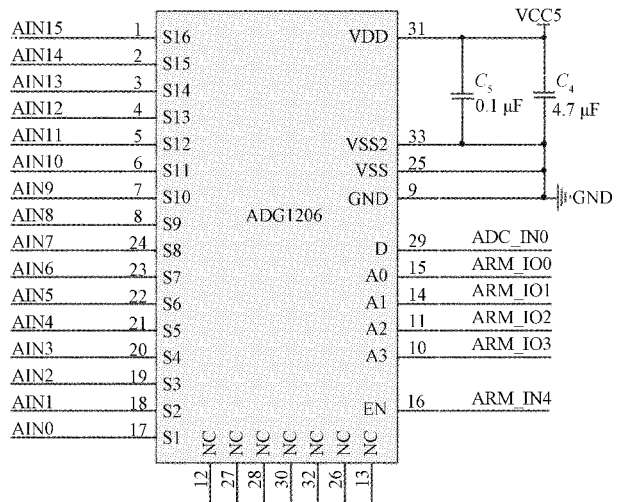 VCC5
AIN15 1 S16 VDD 31
AIN14 2 S15
AIN13 3 S14 C5 0.1 μF C4 4.7 μF
AIN12 4 S13
AIN11 5 S12 VSS2 33
AIN10 6 S11 VSS 25
AIN9 7 S10 GND 9 GND
ADG1206
AIN8 8 S9
AIN7 24 S8 D 29 ADC_IN0
AIN6 23 S7 A0 15 ARM_IO0
AIN5 22 S6 A1 14 ARM_IO1
AIN4 21 S5 A2 11 ARM_IO2
AIN3 20 S4 A3 10 ARM_IO3
AIN2 19 S3
AIN1 18 S2 EN 16 ARM_IN4
AIN0 17 S1
NC NC NC NC NC NC NC
12 27 28 30 32 26 13